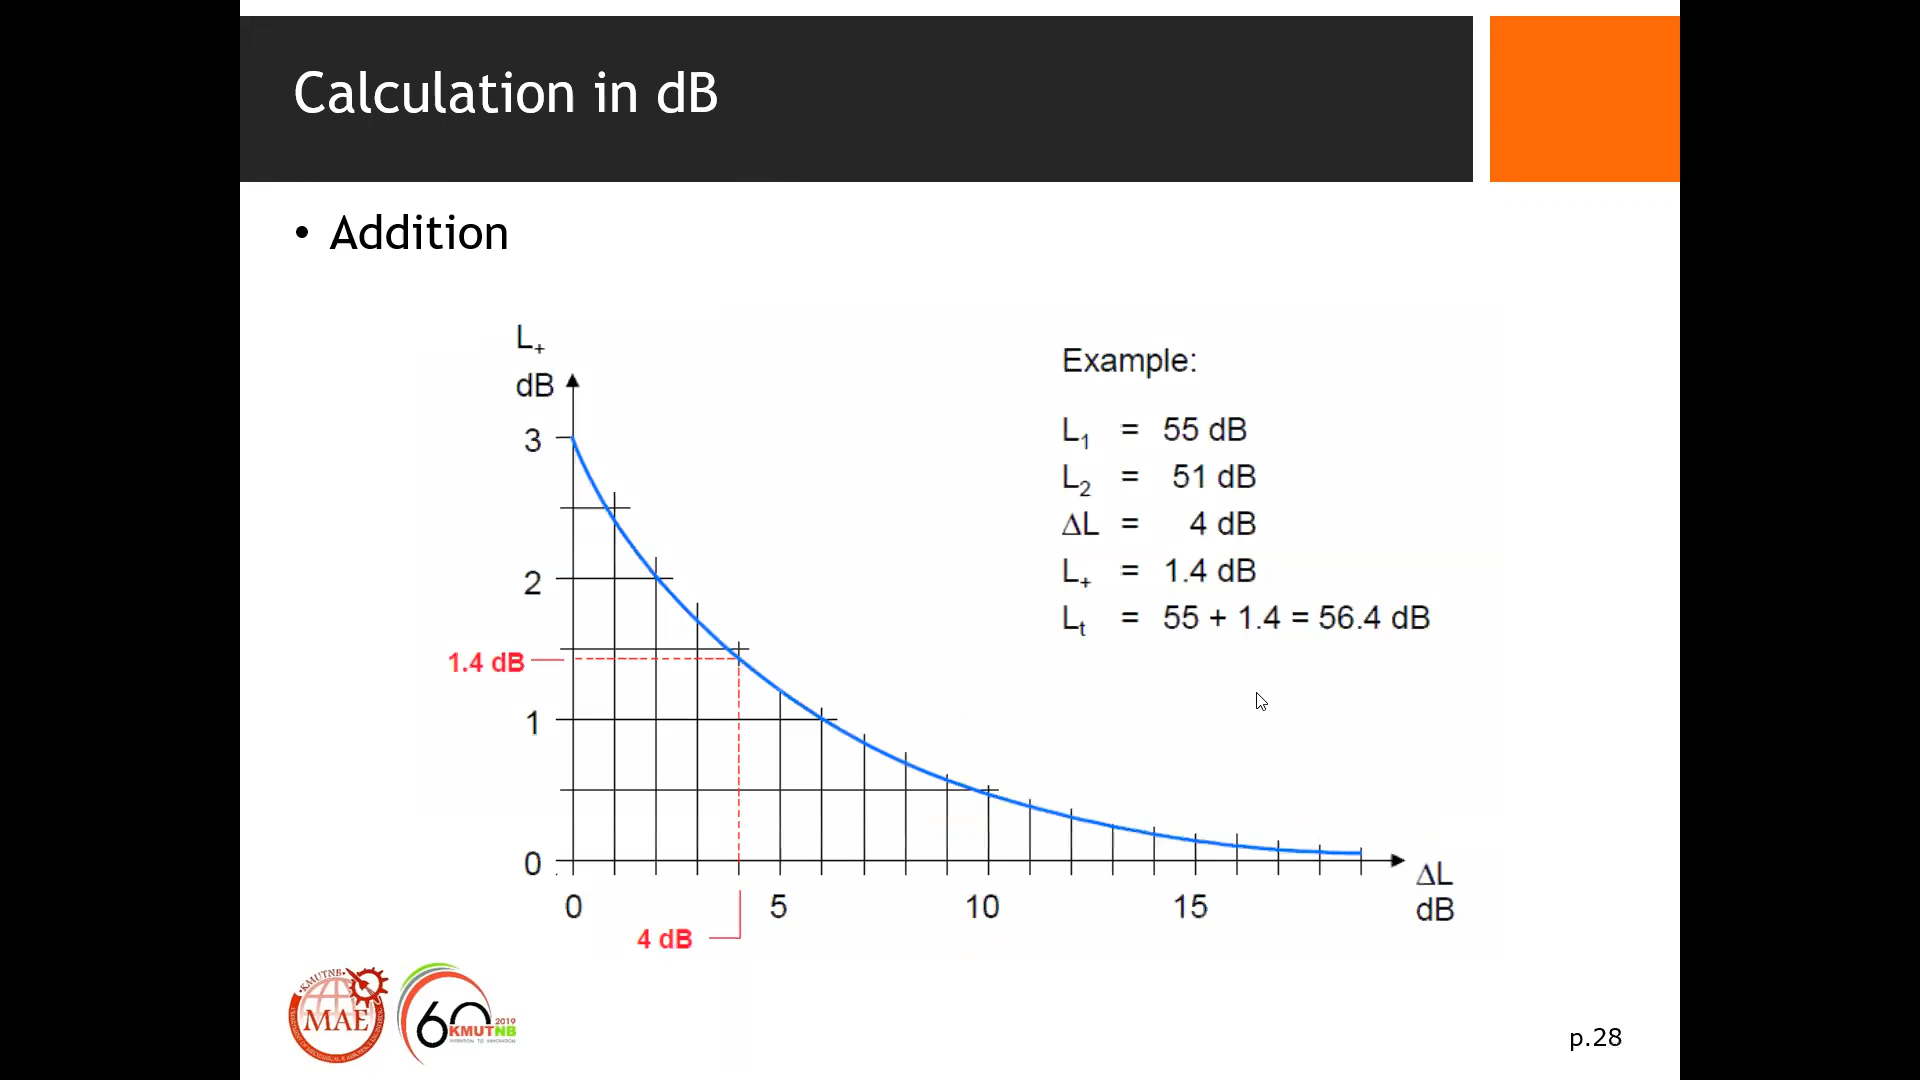 Calculation in dB
• Addition
L+
dB
3
2
1.4 dB
1
0
0 5 10 15
4 dB
ΔL
dB
Example:
L1 = 55 dB
L2 = 51 dB
ΔL = 4 dB
L+ = 1.4 dB
Lt = 55 + 1.4 = 56.4 dB
KMUTNB
MAE
60
2019
KMUTNB
p.28